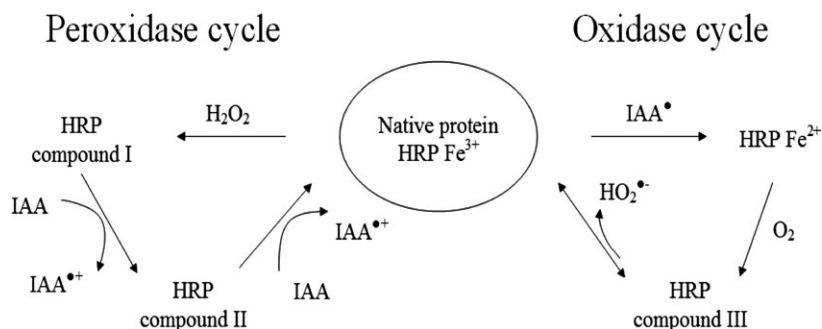 Peroxidase cycle
Oxidase cycle
H₂O₂
IAA•
HRP
compound I
Native protein
HRP Fe³⁺
HRP Fe²⁺
IAA
HO₂•⁻
IAA•⁺
O₂
IAA•⁺
HRP
compound II
IAA
HRP
compound III